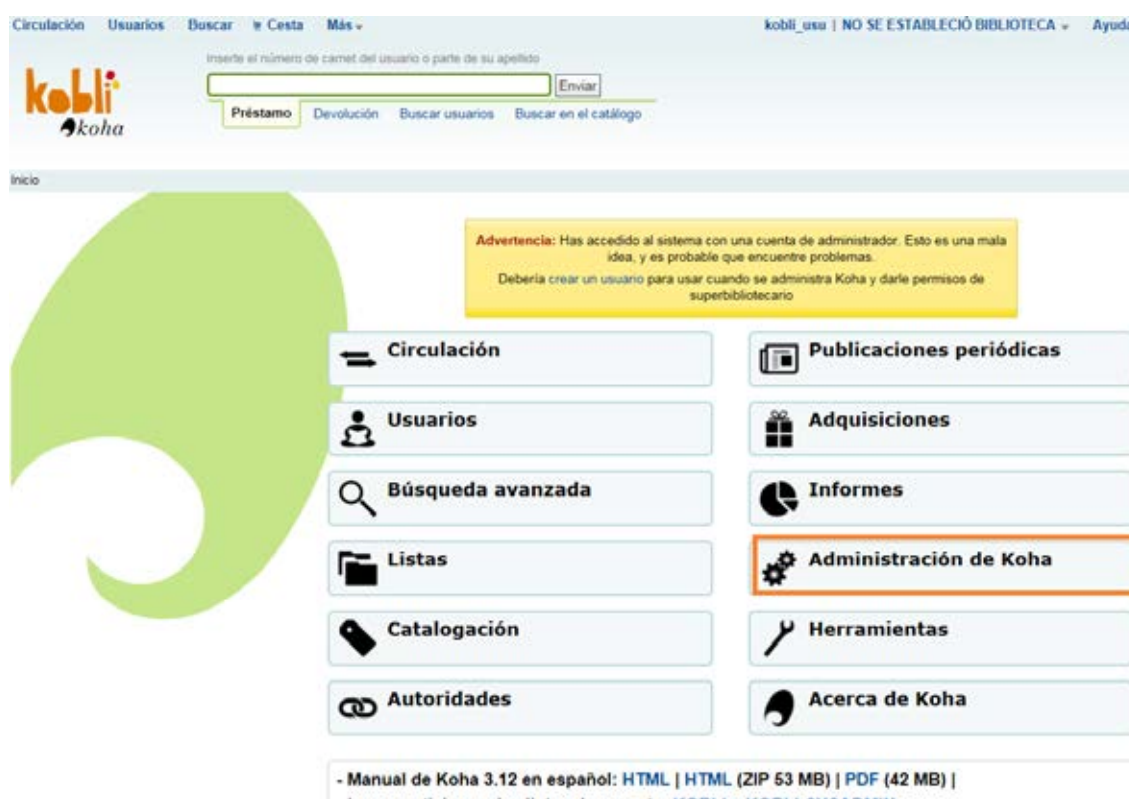 Circulación Usuarios Buscar Cesta Más
kobli_usu | NO SE ESTABLECIÓ BIBLIOTECA Ayuda
Inserte el número de carnet del usuario o parte de su apellido
Enviar
Préstamo Devolución Buscar usuarios Buscar en el catálogo
kobli
koha
Inicio
Advertencia: Has accedido al sistema con una cuenta de administrador. Esto es una mala
idea, y es probable que encuentre problemas.
Debería crear un usuario para usar cuando se administra Koha y darle permisos de
superbibliotecario
Circulación
Publicaciones periódicas
Usuarios
Adquisiciones
Búsqueda avanzada
Informes
Listas
Administración de Koha
Catalogación
Herramientas
Autoridades
Acerca de Koha
- Manual de Koha 3.12 en español: HTML | HTML (ZIP 53 MB) | PDF (42 MB) |